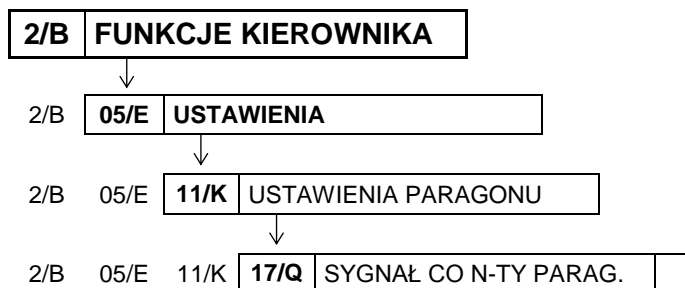 2/B FUNKCJE KIEROWNIKA
2/B 05/E USTAWIENIA
2/B 05/E 11/K USTAWIENIA PARAGONU
2/B 05/E 11/K 17/Q SYGNAŁ CO N-TY PARAG.